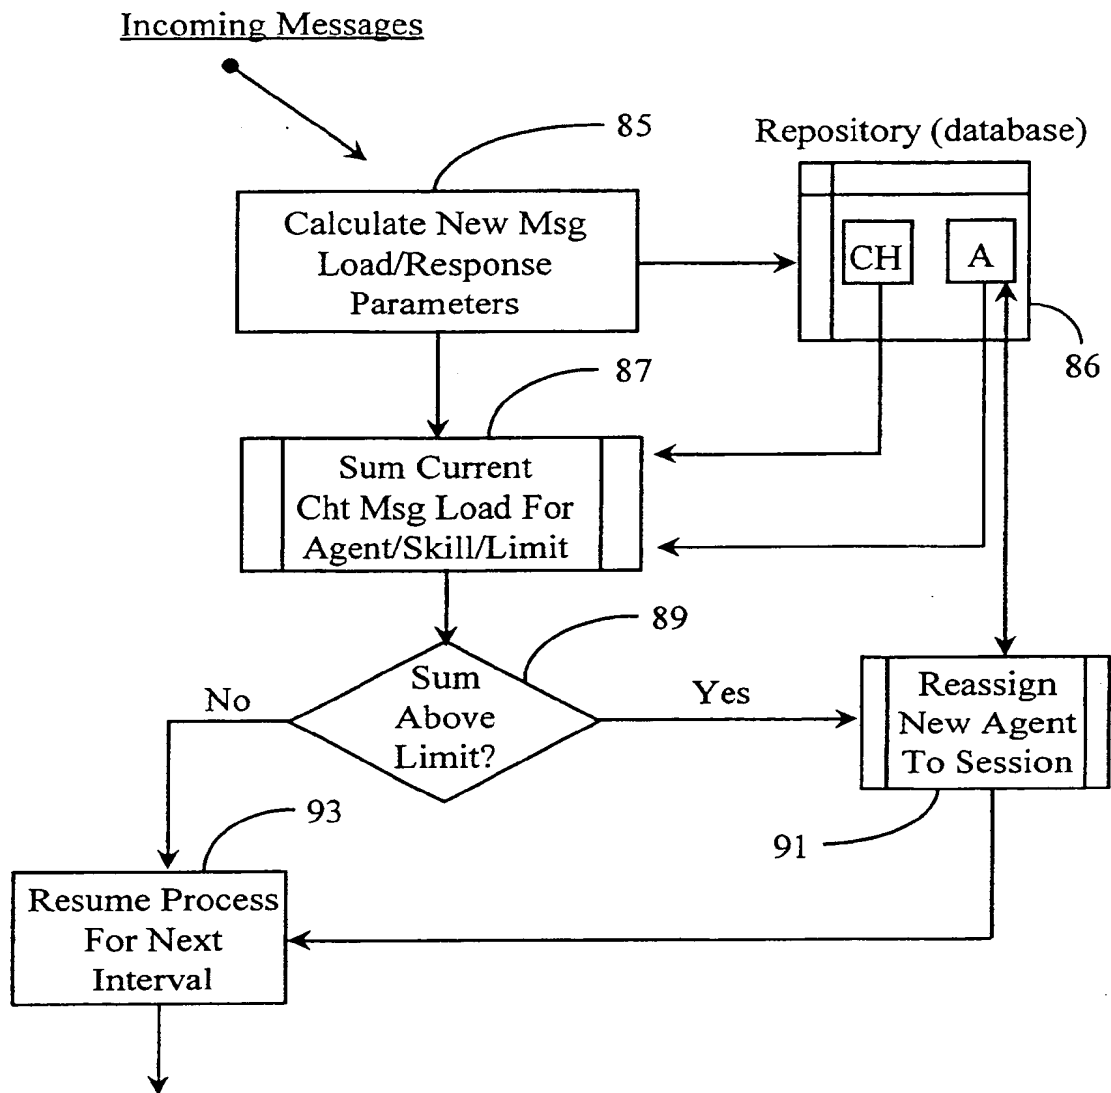 Incoming Messages
85
Repository (database)
Calculate New Msg
Load/Response
Parameters
CH
A
86
87
Sum Current
Cht Msg Load For
Agent/Skill/Limit
89
Sum
Above
Limit?
No
Yes
Reassign
New Agent
To Session
91
93
Resume Process
For Next
Interval